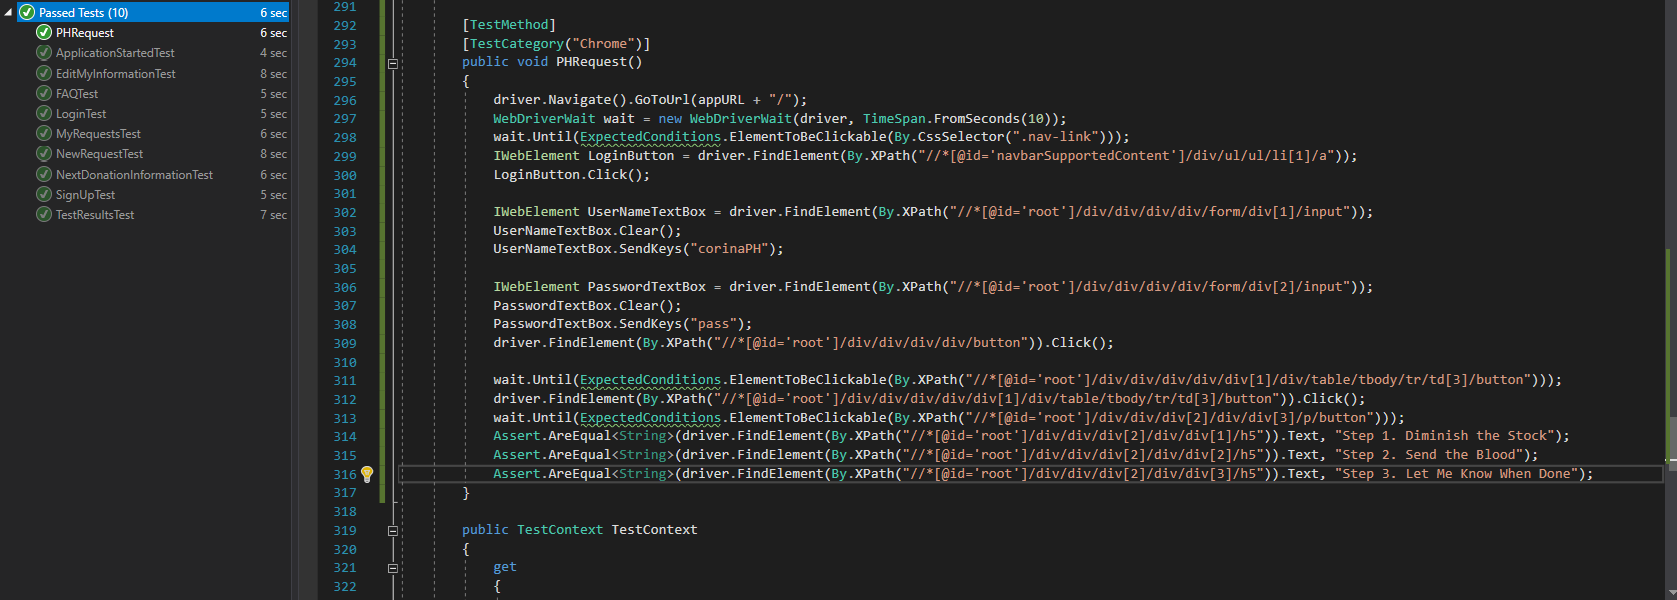 Passed Tests (10) 6 sec
PHRequest 6 sec
ApplicationStartedTest 4 sec
EditMyInformationTest 8 sec
FAQTest 5 sec
LoginTest 5 sec
MyRequestsTest 6 sec
NewRequestTest 8 sec
NextDonationInformationTest 6 sec
SignUpTest 5 sec
TestResultsTest 7 sec
291
292 [TestMethod]
293 [TestCategory("Chrome")]
294 public void PHRequest()
295 {
296 driver.Navigate().GoToUrl(appURL + "/");
297 WebDriverWait wait = new WebDriverWait(driver, TimeSpan.FromSeconds(10));
298 wait.Until(ExpectedConditions.ElementToBeClickable(By.CssSelector(".nav-link")));
299 IWebElement LoginButton = driver.FindElement(By.XPath("//*[@id='navbarSupportedContent']/div/ul/ul/li[1]/a"));
300 LoginButton.Click();
301
302 IWebElement UserNameTextBox = driver.FindElement(By.XPath("//*[@id='root']/div/div/div/div/form/div[1]/input"));
303 UserNameTextBox.Clear();
304 UserNameTextBox.SendKeys("corinaPH");
305
306 IWebElement PasswordTextBox = driver.FindElement(By.XPath("//*[@id='root']/div/div/div/div/form/div[2]/input"));
307 PasswordTextBox.Clear();
308 PasswordTextBox.SendKeys("pass");
309 driver.FindElement(By.XPath("//*[@id='root']/div/div/div/div/button")).Click();
310
311 wait.Until(ExpectedConditions.ElementToBeClickable(By.XPath("//*[@id='root']/div/div/div/div/div[1]/div/table/tbody/tr/td[3]/button")));
312 driver.FindElement(By.XPath("//*[@id='root']/div/div/div/div/div[1]/div/table/tbody/tr/td[3]/button")).Click();
313 wait.Until(ExpectedConditions.ElementToBeClickable(By.XPath("//*[@id='root']/div/div/div[2]/div/div[3]/p/button")));
314 Assert.AreEqual<String>(driver.FindElement(By.XPath("//*[@id='root']/div/div/div[2]/div/div[1]/h5")).Text, "Step 1. Diminish the Stock");
315 Assert.AreEqual<String>(driver.FindElement(By.XPath("//*[@id='root']/div/div/div[2]/div/div[2]/h5")).Text, "Step 2. Send the Blood");
316 Assert.AreEqual<String>(driver.FindElement(By.XPath("//*[@id='root']/div/div/div[2]/div/div[3]/h5")).Text, "Step 3. Let Me Know When Done");
317 }
318
319 public TestContext TestContext
320 {
321 get
322 {